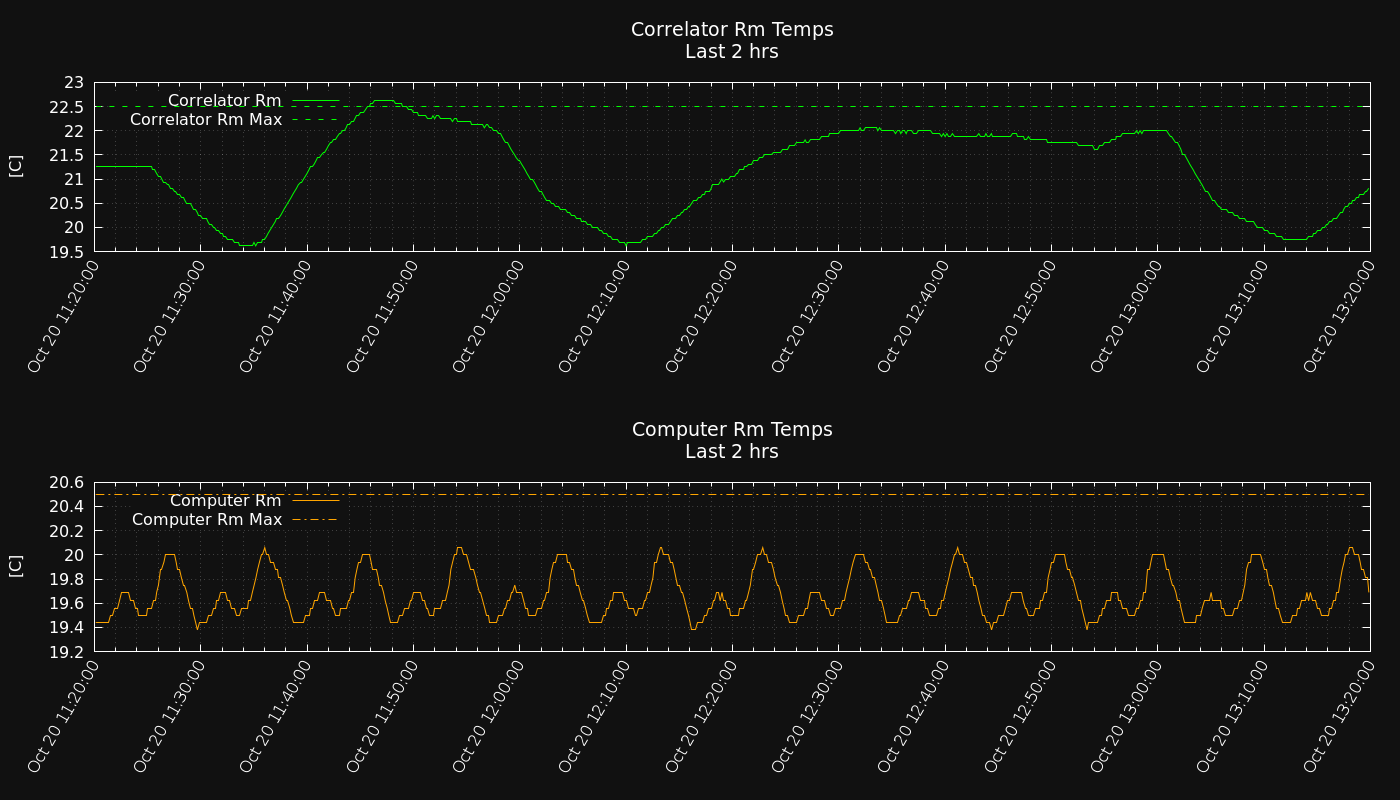 Correlator Rm Temps
Last 2 hrs
[C]
23
22.5
22
21.5
21
20.5
20
19.5
Correlator Rm
Correlator Rm Max
Oct 20 11:20:00
Oct 20 11:30:00
Oct 20 11:40:00
Oct 20 11:50:00
Oct 20 12:00:00
Oct 20 12:10:00
Oct 20 12:20:00
Oct 20 12:30:00
Oct 20 12:40:00
Oct 20 12:50:00
Oct 20 13:00:00
Oct 20 13:10:00
Oct 20 13:20:00
Computer Rm Temps
Last 2 hrs
[C]
20.6
20.4
20.2
20
19.8
19.6
19.4
19.2
Computer Rm
Computer Rm Max
Oct 20 11:20:00
Oct 20 11:30:00
Oct 20 11:40:00
Oct 20 11:50:00
Oct 20 12:00:00
Oct 20 12:10:00
Oct 20 12:20:00
Oct 20 12:30:00
Oct 20 12:40:00
Oct 20 12:50:00
Oct 20 13:00:00
Oct 20 13:10:00
Oct 20 13:20:00